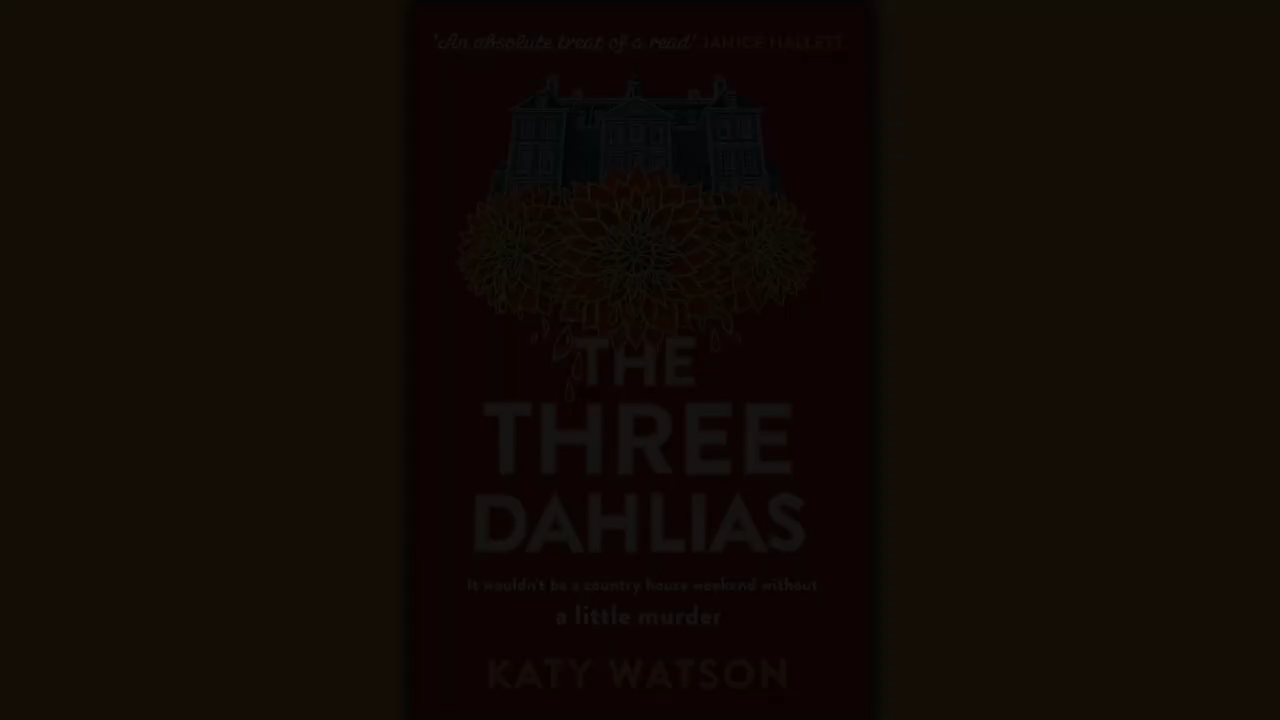 'An absolute treat of a read' JANICE HALLETT
THE
THREE
DAHLIAS
It wouldn't be a country house weekend without
a little murder
KATY WATSON